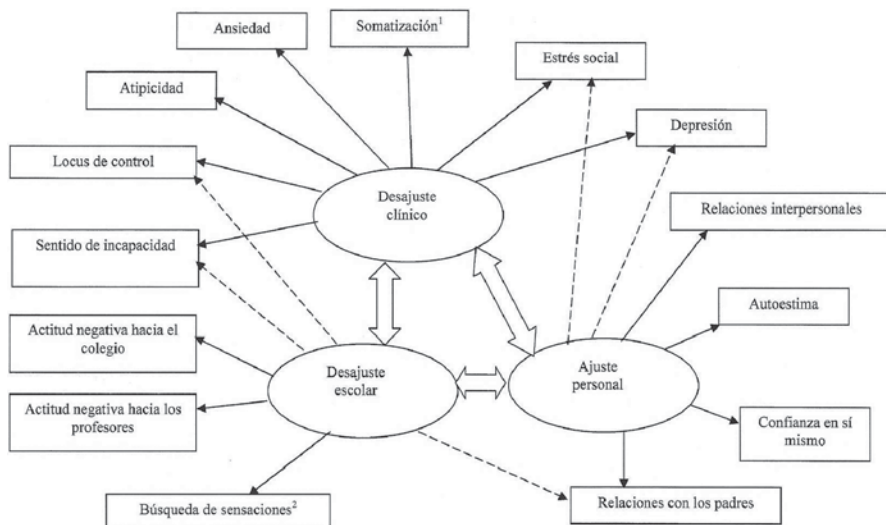 Ansiedad
Somatización¹
Estrés social
Atipicidad
Depresión
Locus de control
Desajuste
clínico
Relaciones interpersonales
Sentido de incapacidad
Autoestima
Actitud negativa hacia el
colegio
Desajuste
escolar
Ajuste
personal
Actitud negativa hacia los
profesores
Confianza en sí
mismo
Búsqueda de sensaciones²
Relaciones con los padres